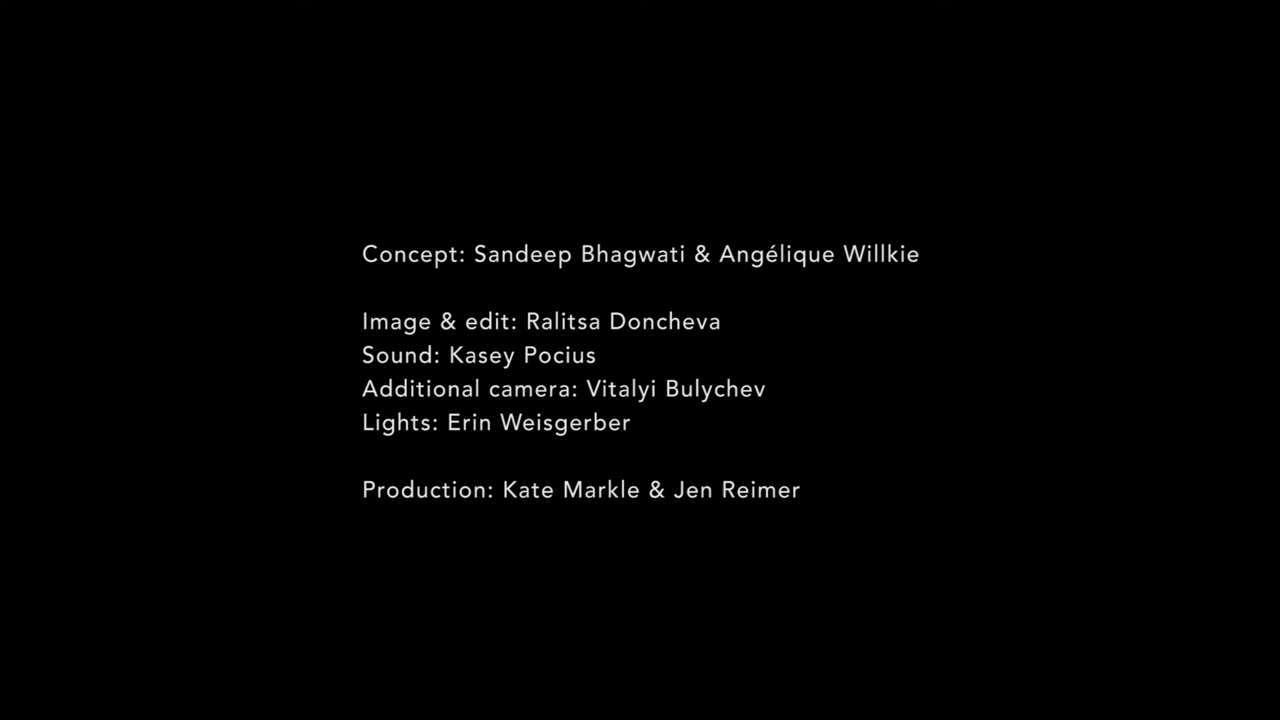 Concept: Sandeep Bhagwati & Angélique Willkie
Image & edit: Ralitsa Doncheva
Sound: Kasey Pocius
Additional camera: Vitalyi Bulychev
Lights: Erin Weisgerber
Production: Kate Markle & Jen Reimer